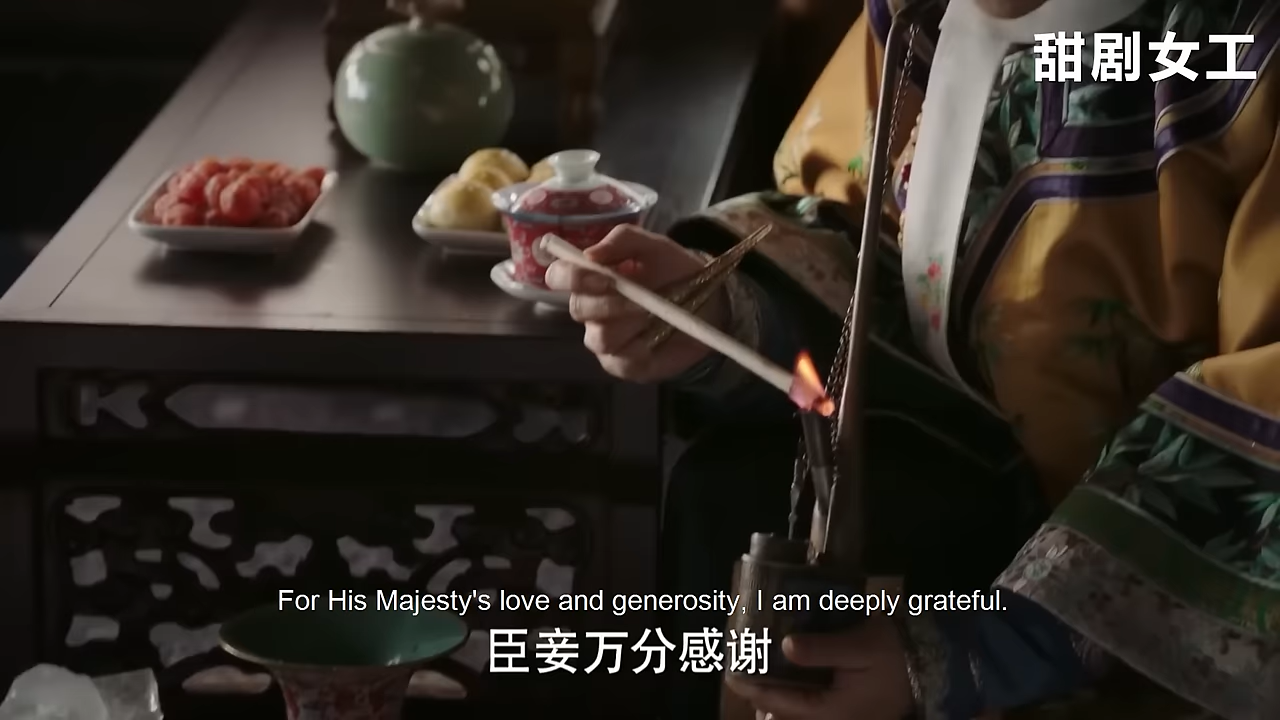 甜剧女工
For His Majesty's love and generosity, I am deeply grateful.
臣妾万分感谢